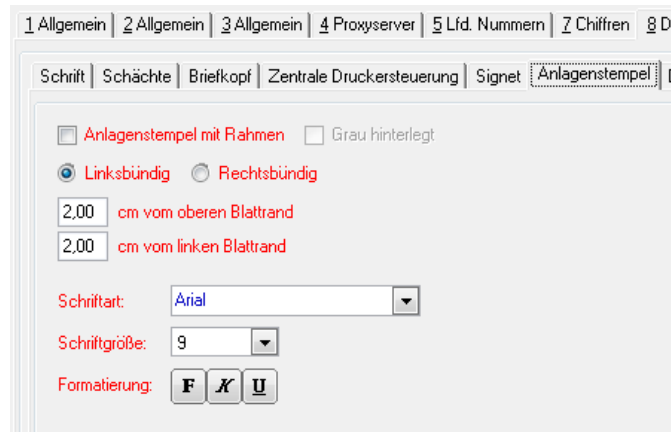 1 Allgemein 2 Allgemein 3 Allgemein 4 Proxyserver 5 Lfd. Nummern 7 Chiffren 8 D
Schrift Schächte Briefkopf Zentrale Druckersteuerung Signet Anlagenstempel
Anlagenstempel mit Rahmen Grau hinterlegt
Linksbündig Rechtsbündig
2,00 cm vom oberen Blattrand
2,00 cm vom linken Blattrand
Schriftart: Arial
Schriftgröße: 9
Formatierung: F K U